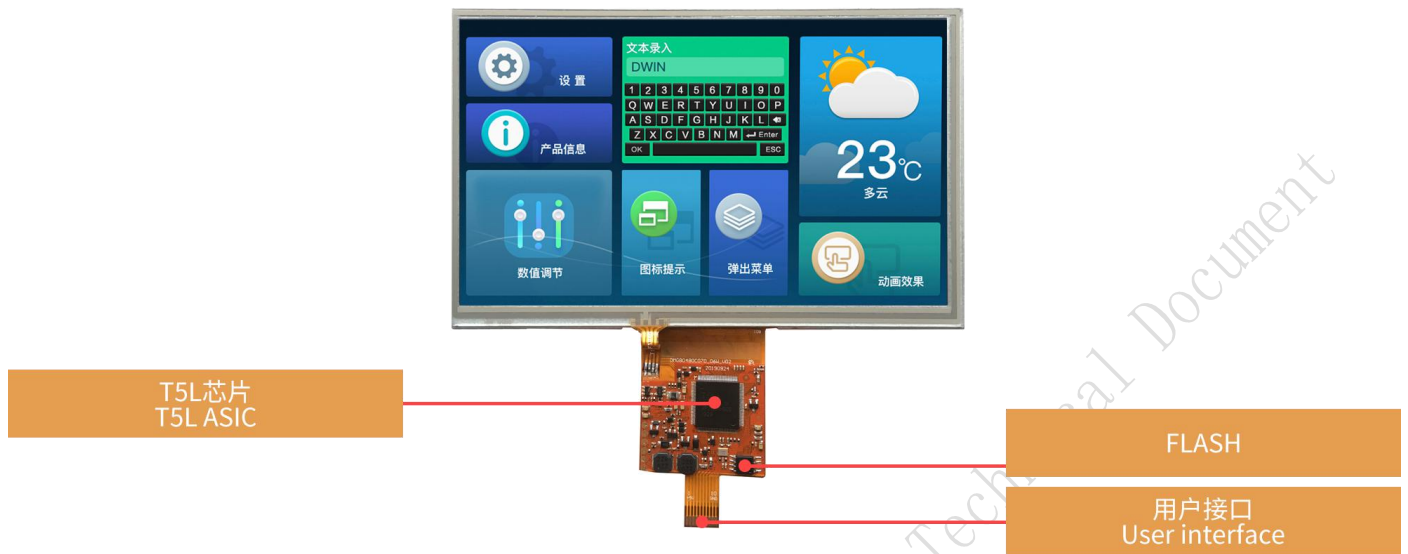 设 置
产品信息
数值调节
文本录入
DWIN
1 2 3 4 5 6 7 8 9 0
Q W E R T Y U I O P
A S D F G H J K L
Z X C V B N M Enter
OK ESC
图标提示
弹出菜单
23℃
多云
动画效果
20190924
T5L芯片
T5L ASIC
FLASH
用户接口
User interface
Technical Document